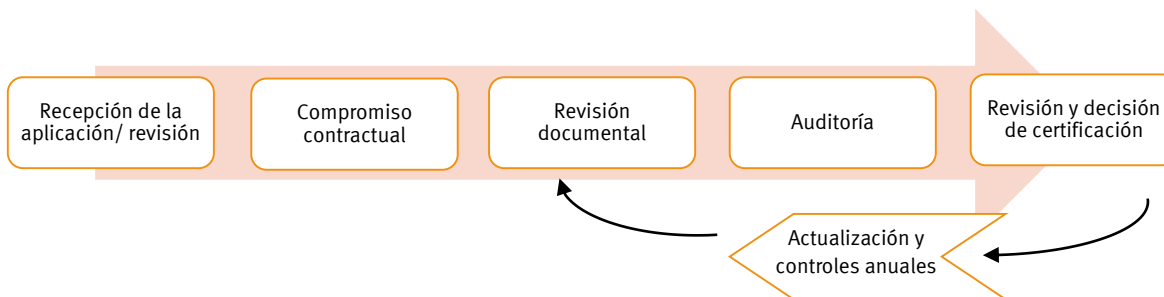 Recepción de la
aplicación/ revisión
Compromiso
contractual
Revisión
documental
Auditoría
Revisión y decisión
de certificación
Actualización y
controles anuales